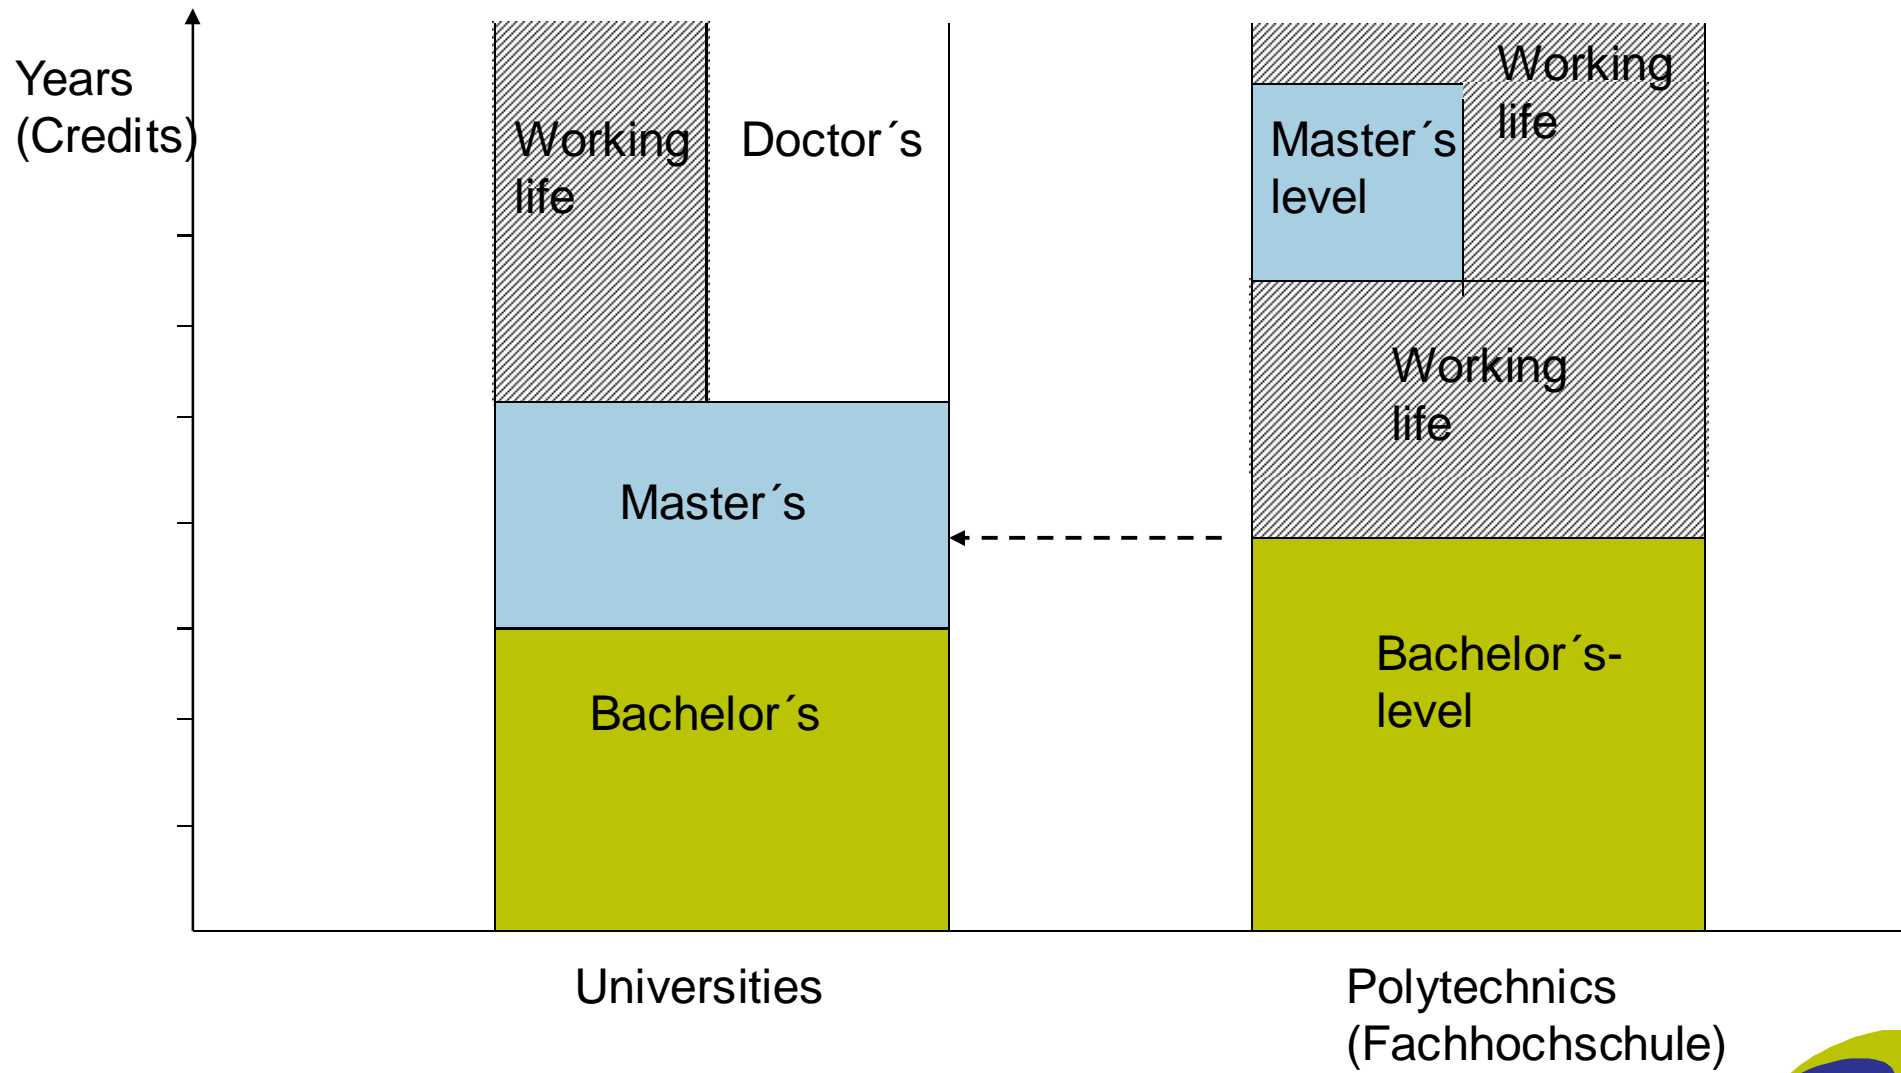 Years
(Credits)
Working
life
Doctor´s
Master´s
Bachelor´s
Working
life
Master´s
level
Working
life
Bachelor´s-
level
Universities
Polytechnics
(Fachhochschule)